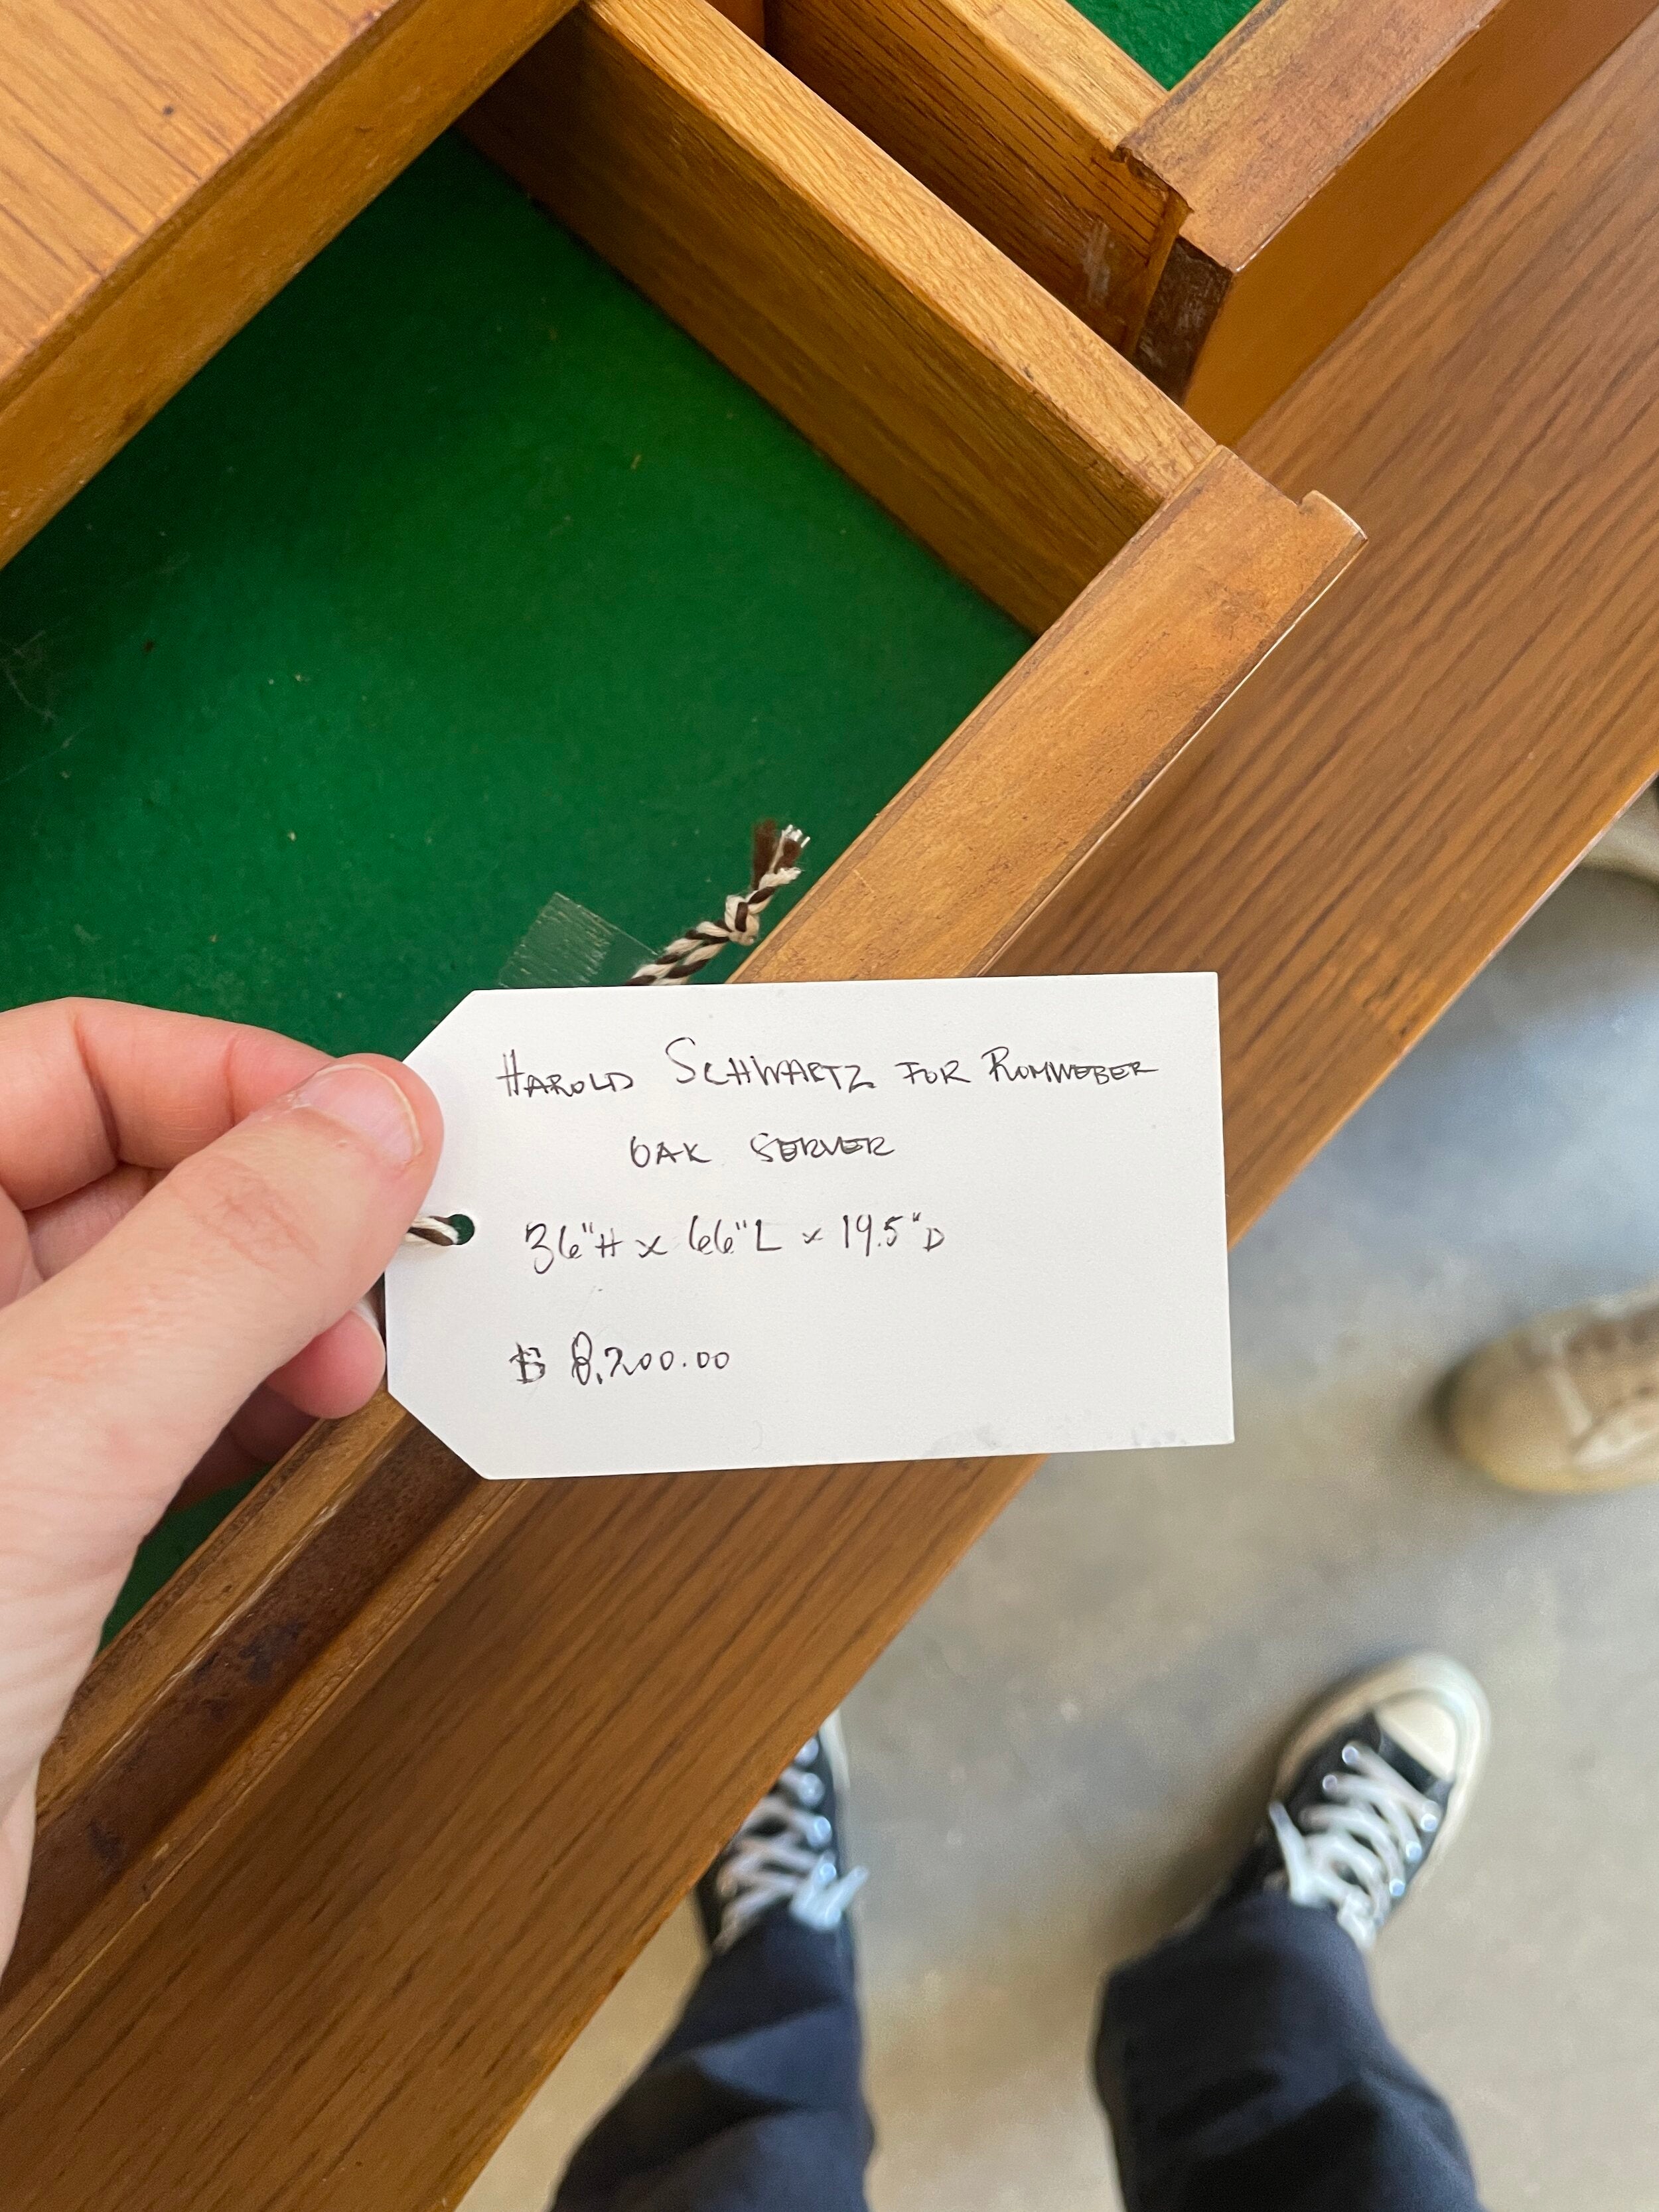 HAROLD SCHWARTZ FOR ROMWEBER
OAK SERVER
36"H x 66"L x 19.5"D
$ 8,200.00